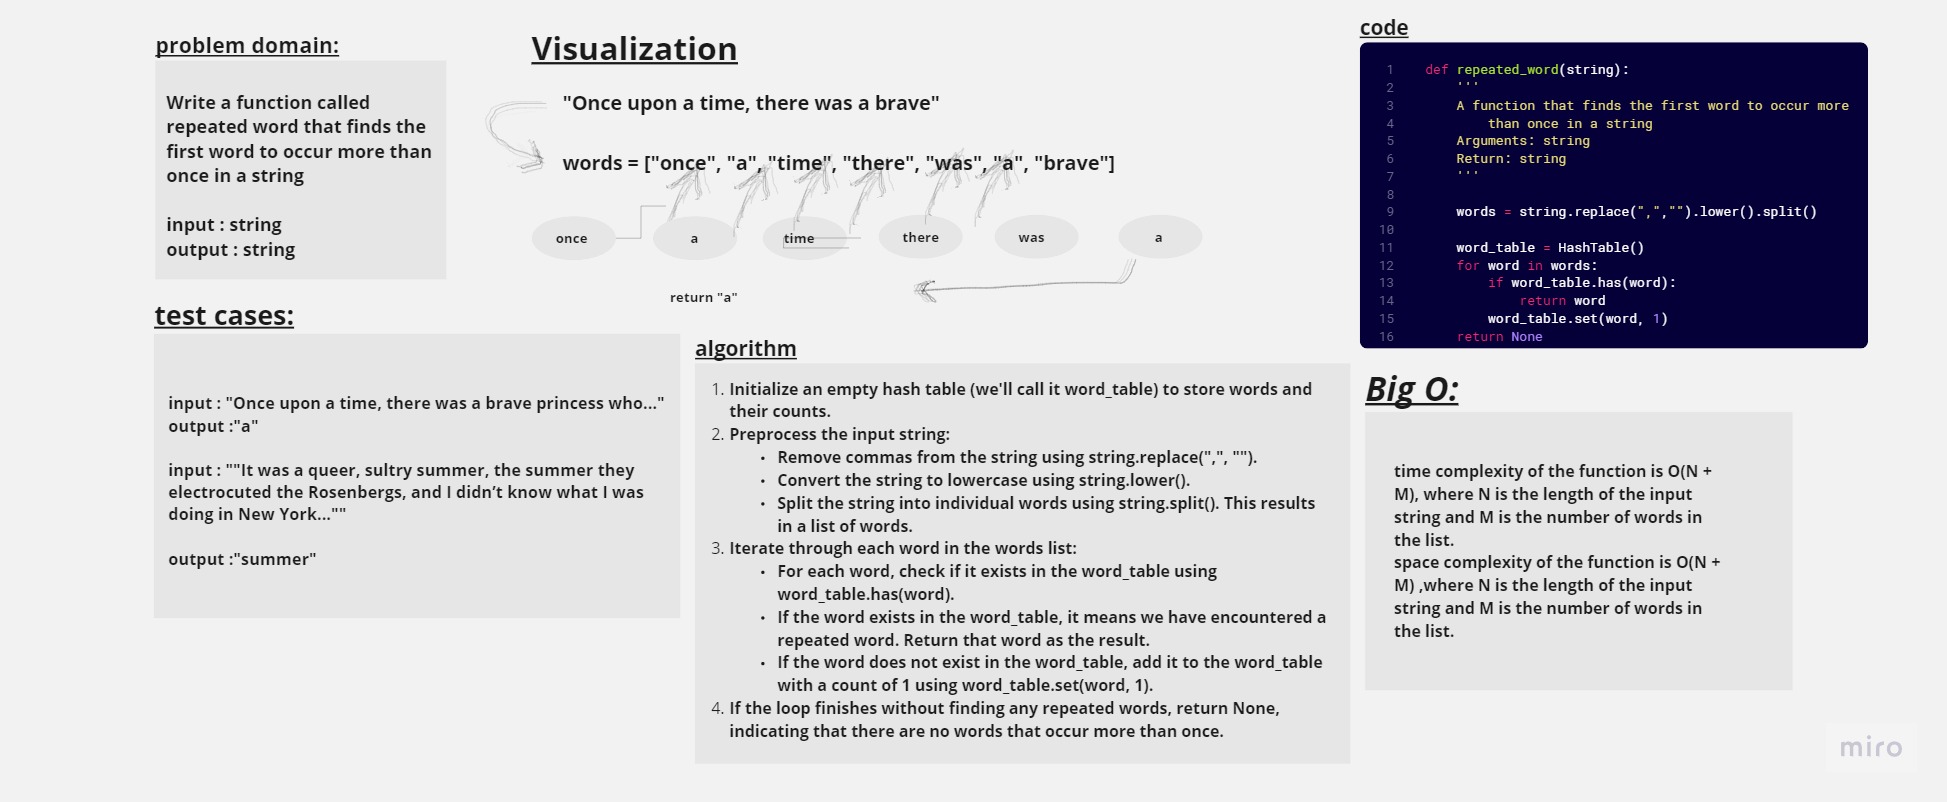 problem domain:
Write a function called
repeated word that finds the
first word to occur more than
once in a string
input : string
output : string
test cases:
input : "Once upon a time, there was a brave princess who..."
output :"a"
input : ""It was a queer, sultry summer, the summer they
electrocuted the Rosenbergs, and I didn’t know what I was
doing in New York...""
output :"summer"
Visualization
"Once upon a time, there was a brave"
words = ["once", "a", "time", "there", "was", "a", "brave"]
once a time there was a
return "a"
algorithm
1. Initialize an empty hash table (we'll call it word_table) to store words and
their counts.
2. Preprocess the input string:
• Remove commas from the string using string.replace(",", "").
• Convert the string to lowercase using string.lower().
• Split the string into individual words using string.split(). This results
in a list of words.
3. Iterate through each word in the words list:
• For each word, check if it exists in the word_table using
word_table.has(word).
• If the word exists in the word_table, it means we have encountered a
repeated word. Return that word as the result.
• If the word does not exist in the word_table, add it to the word_table
with a count of 1 using word_table.set(word, 1).
4. If the loop finishes without finding any repeated words, return None,
indicating that there are no words that occur more than once.
code
1 def repeated_word(string):
2 '''
3 A function that finds the first word to occur more
4 than once in a string
5 Arguments: string
6 Return: string
7 '''
8
9 words = string.replace(",","").lower().split()
10
11 word_table = HashTable()
12 for word in words:
13 if word_table.has(word):
14 return word
15 word_table.set(word, 1)
16 return None
Big O:
time complexity of the function is O(N +
M), where N is the length of the input
string and M is the number of words in
the list.
space complexity of the function is O(N +
M) ,where N is the length of the input
string and M is the number of words in
the list.
miro